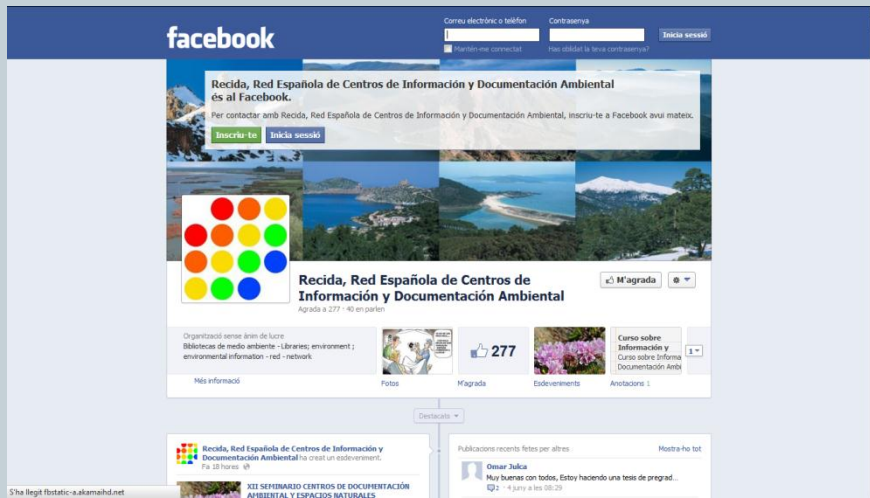 facebook
Correu electrònic o telèfon
Contrasenya
Inicia sessió
Mantén-me connectat
Has oblidat la teva contrasenya?
Recida, Red Española de Centros de Información y Documentación Ambiental
és al Facebook.
Per contactar amb Recida, Red Española de Centros de Información y Documentación Ambiental, inscriu-te a Facebook avui mateix.
Inscriu-te
Inicia sessió
Recida, Red Española de Centros de
Información y Documentación Ambiental
Agrada a 277 · 40 en parlen
M'agrada
Organització sense ànim de lucre
Bibliotecas de medio ambiente - Libraries; environment ;
environmental information - red - network
Més informació
Fotos
277
M'agrada
Esdeveniments
Curso sobre
Información y
Curso sobre Informa
Documentación Ambi
Anotacions 1
1
Destacats
Recida, Red Española de Centros de Información y
Documentación Ambiental ha creat un esdeveniment.
Fa 18 hores
XII SEMINARIO CENTROS DE DOCUMENTACIÓN
AMBIENTAL Y ESPACIOS NATURALES
Publicacions recents fetes per altres
Mostra-ho tot
Omar Julca
Muy buenas con todos, Estoy haciendo una tesis de pregrad...
2 · 4 juny a les 08:29
S'ha llegit fbstatic-a.akamaihd.net